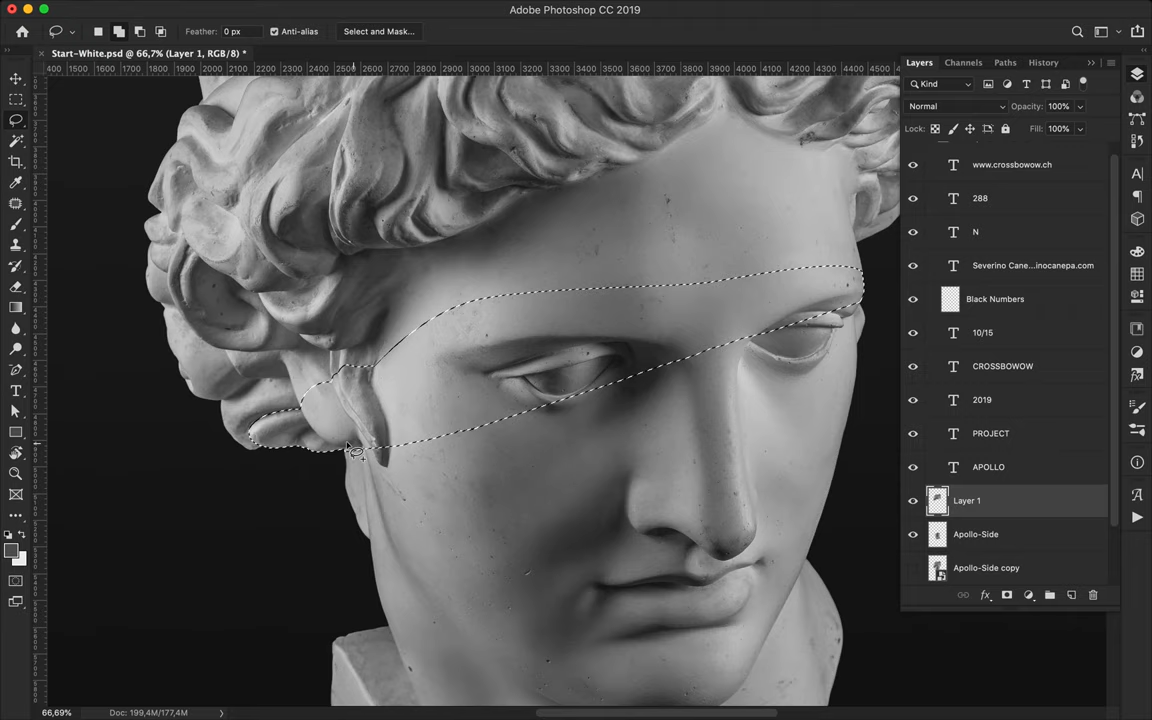 Adobe Photoshop CC 2019
Feather: 0 px Anti-alias Select and Mask...
Start-White.psd @ 66,7% (Layer 1, RGB/8) *
400 1500 1600 1700 1800 1900 2000 2100 2200 2300 2400 2500 2600 2700 2800 2900 3000 3100 3200 3300 3400 3500 3600 3700 3800 3900 4000 4100 4200 4300 4400 4500
Layers Channels Paths History
Kind
Normal Opacity: 100%
Lock: Fill: 100%
www.crossbowow.ch
288
N
Severino Cane...inocanepa.com
Black Numbers
10/15
CROSSBOWOW
2019
PROJECT
APOLLO
Layer 1
Apollo-Side
Apollo-Side copy
66,69% Doc: 199,4M/177,4M